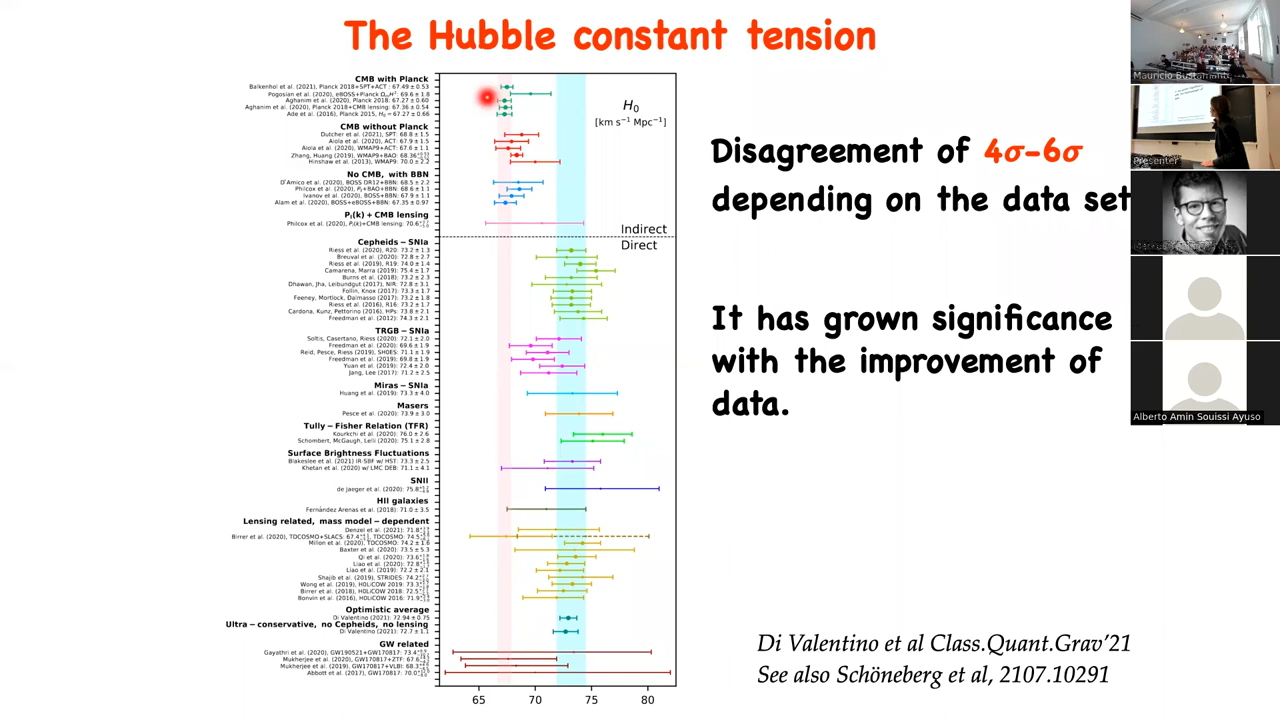 The Hubble constant tension
CMB with Planck
Balkenhol et al. (2021), Planck 2018+SPT+ACT : 67.49 ± 0.53
Pogosian et al. (2020), eBOSS+Planck Ω_mH²: 69.6 ± 1.8
Aghanim et al. (2020), Planck 2018: 67.27 ± 0.60
Aghanim et al. (2020), Planck 2018+CMB lensing: 67.36 ± 0.54
Ade et al. (2016), Planck 2015, H₀ = 67.27 ± 0.66
CMB without Planck
Dutcher et al. (2021), SPT: 68.8 ± 1.5
Aiola et al. (2020), ACT: 67.9 ± 1.5
Aiola et al. (2020), WMAP9+ACT: 67.6 ± 1.1
Zhang, Huang (2019), WMAP9+BAO: 68.36
Hinshaw et al. (2013), WMAP9: 70.0 ± 2.2
No CMB, with BBN
D'Amico et al. (2020), BOSS DR12+BBN: 68.5 ± 2.2
Philcox et al. (2020), Pₗ+BAO+BBN: 68.6 ± 1.1
Ivanov et al. (2020), BOSS+BBN: 67.9 ± 1.1
Alam et al. (2020), BOSS+eBOSS+BBN: 67.35 ± 0.97
Pₗ(k) + CMB lensing
Philcox et al. (2020), Pₗ(k)+CMB lensing: 70.6
Cepheids − SNIa
Riess et al. (2020), R20: 73.2 ± 1.3
Breuval et al. (2020): 72.8 ± 2.7
Riess et al. (2019), R19: 74.0 ± 1.4
Camarena, Marra (2019): 75.4 ± 1.7
Burns et al. (2018): 73.2 ± 2.3
Dhawan, Jha, Leibundgut (2017), NIR: 72.8 ± 3.1
Follin, Knox (2017): 73.3 ± 1.7
Feeney, Mortlock, Dalmasso (2017): 73.2 ± 1.8
Riess et al. (2016), R16: 73.2 ± 1.7
Cardona, Kunz, Pettorino (2016), HPs: 73.8 ± 2.1
Freedman et al. (2012): 74.3 ± 2.1
TRGB − SNIa
Soltis, Casertano, Riess (2020): 72.1 ± 2.0
Freedman et al. (2020): 69.6 ± 1.9
Reid, Pesce, Riess (2019), SH0ES: 71.1 ± 1.9
Freedman et al. (2019): 69.8 ± 1.9
Yuan et al. (2019): 72.4 ± 2.0
Jang, Lee (2017): 71.2 ± 2.5
Miras − SNIa
Huang et al. (2019): 73.3 ± 4.0
Masers
Pesce et al. (2020): 73.9 ± 3.0
Tully − Fisher Relation (TFR)
Kourkchi et al. (2020): 76.0 ± 2.6
Schombert, McGaugh, Lelli (2020): 75.1 ± 2.8
Surface Brightness Fluctuations
Blakeslee et al. (2021) IR-SBF w/ HST: 73.3 ± 2.5
Khetan et al. (2020) w/ LMC DEB: 71.1 ± 4.1
SNII
de Jaeger et al. (2020): 75.8
HII galaxies
Fernández Arenas et al. (2018): 71.0 ± 3.5
Lensing related, mass model − dependent
Denzel et al. (2021): 71.8
Birrer et al. (2020), TDCOSMO+SLACS: 67.4, TDCOSMO: 74.5
Millon et al. (2020), TDCOSMO: 74.2 ± 1.6
Baxter et al. (2020): 73.5 ± 5.3
Qi et al. (2020): 73.6
Liao et al. (2020): 72.8
Liao et al. (2019): 72.2 ± 2.1
Shajib et al. (2019), STRIDES: 74.2
Wong et al. (2019), H0LiCOW 2019: 73.3
Birrer et al. (2018), H0LiCOW 2018: 72.5
Bonvin et al. (2016), H0LiCOW 2016: 71.9
Optimistic average
Di Valentino (2021): 72.94 ± 0.75
Ultra − conservative, no Cepheids, no lensing
Di Valentino (2021): 72.7 ± 1.1
GW related
Gayathri et al. (2020), GW190521+GW170817: 73.4
Mukherjee et al. (2020), GW170817+ZTF: 67.6
Mukherjee et al. (2019), GW170817+VLBI: 68.3
Abbott et al. (2017), GW170817: 70.0
H₀
[km s⁻¹ Mpc⁻¹]
Indirect
Direct
65 70 75 80
Disagreement of 4σ-6σ
depending on the data set
It has grown significance
with the improvement of
data.
Di Valentino et al Class.Quant.Grav'21
See also Schöneberg et al, 2107.10291
Mauricio Bustamante
Presenter
Alberto Amin Souissi Ayuso